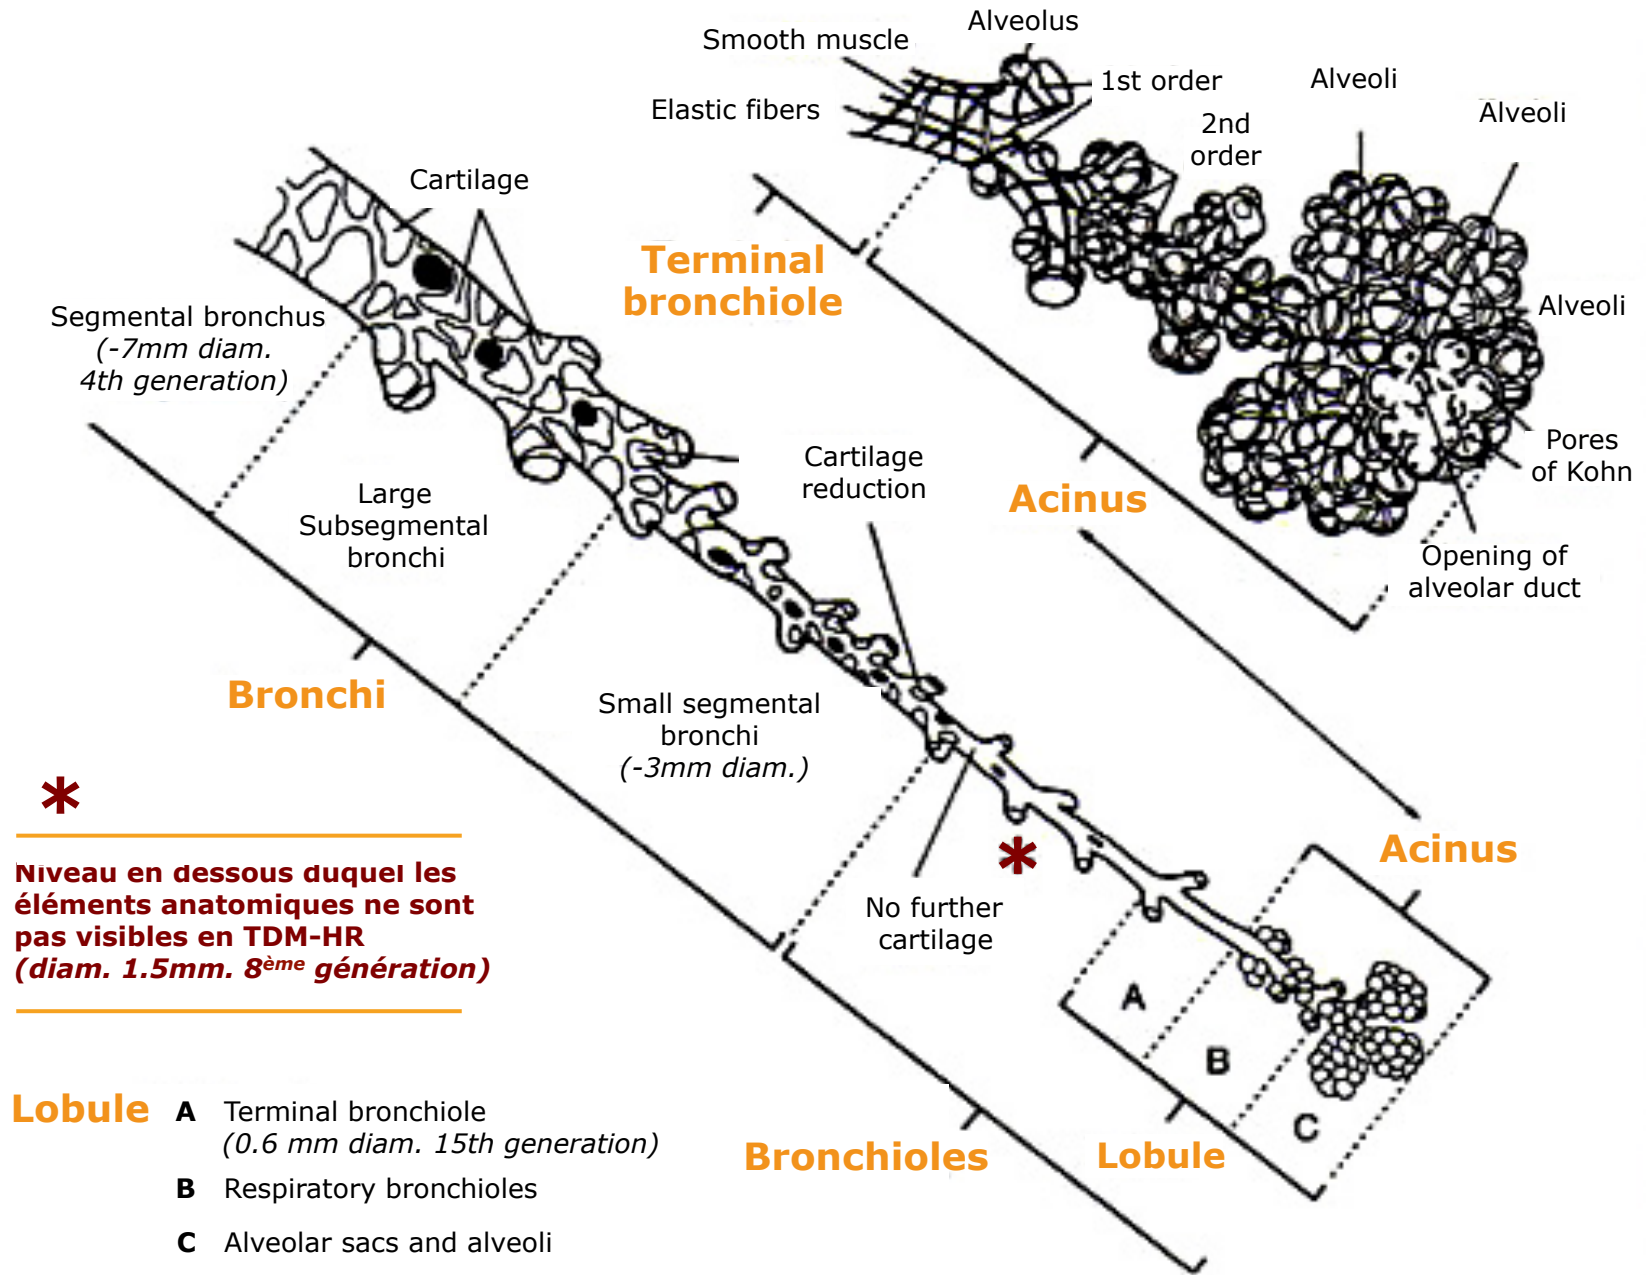 Alveolus
Smooth muscle
1st order
Alveoli
Elastic fibers
Alveoli
2nd
order
Cartilage
Terminal
bronchiole
Segmental bronchus
(-7mm diam.
4th generation)
Alveoli
Cartilage
reduction
Pores
of Kohn
Acinus
Large
Subsegmental
bronchi
Opening of
alveolar duct
Bronchi
Small segmental
bronchi
(-3mm diam.)
*
Niveau en dessous duquel les
éléments anatomiques ne sont
pas visibles en TDM-HR
(diam. 1.5mm. 8ème génération)
*
Acinus
No further
cartilage
A
B
C
Lobule
A Terminal bronchiole
(0.6 mm diam. 15th generation)
B Respiratory bronchioles
C Alveolar sacs and alveoli
Bronchioles
Lobule